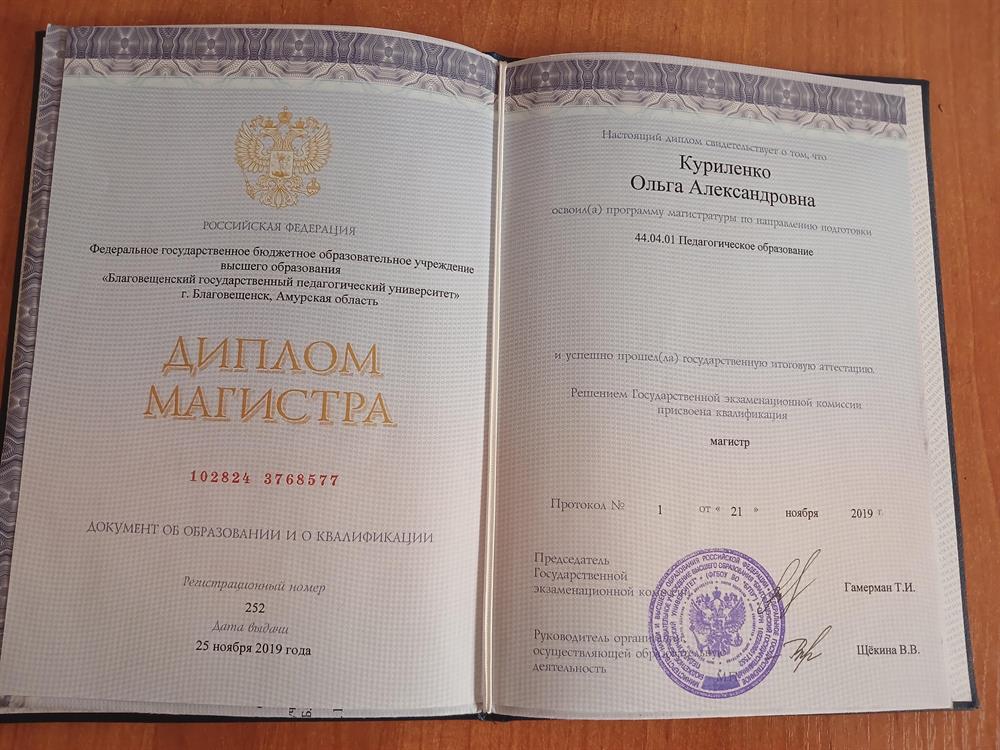 РОССИЙСКАЯ ФЕДЕРАЦИЯ
Федеральное государственное бюджетное образовательное учреждение
высшего образования
«Благовещенский государственный педагогический университет»
г. Благовещенск, Амурская область
ДИПЛОМ
МАГИСТРА
102824 3768577
ДОКУМЕНТ ОБ ОБРАЗОВАНИИ И О КВАЛИФИКАЦИИ
Регистрационный номер
252
Дата выдачи
25 ноября 2019 года
Настоящий диплом свидетельствует о том, что
Куриленко
Ольга Александровна
освоил(а) программу магистратуры по направлению подготовки
44.04.01 Педагогическое образование
и успешно прошел(ла) государственную итоговую аттестацию.
Решением Государственной экзаменационной комиссии
присвоена квалификация
магистр
Протокол № 1 от « 21 » ноября 2019 г.
Председатель
Государственной
экзаменационной комиссии
Гамерман Т.И.
Руководитель организации,
осуществляющей образовательную
деятельность
Щёкина В.В.
М.П.